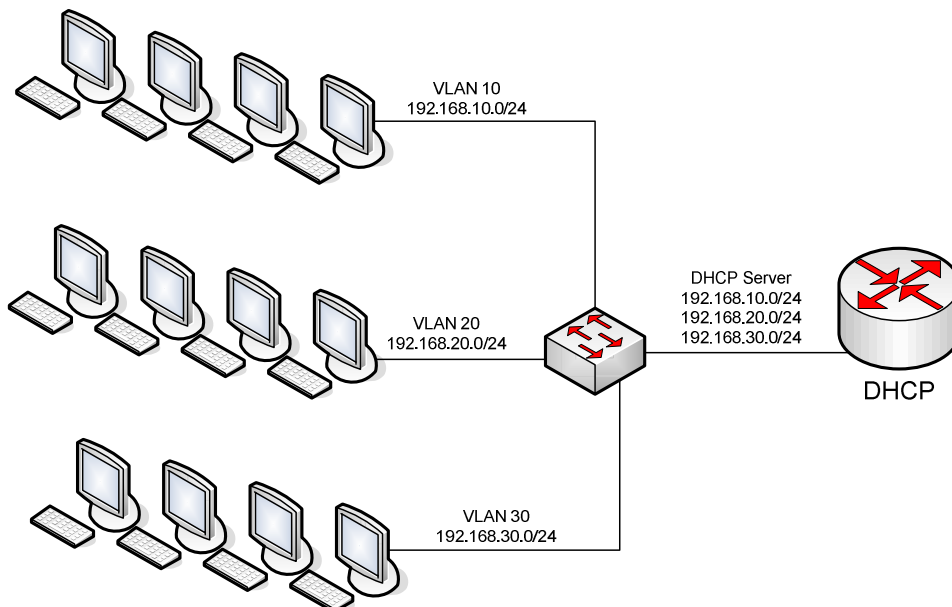 VLAN 10
192.168.10.0/24
VLAN 20
192.168.20.0/24
DHCP Server
192.168.10.0/24
192.168.20.0/24
192.168.30.0/24
DHCP
VLAN 30
192.168.30.0/24